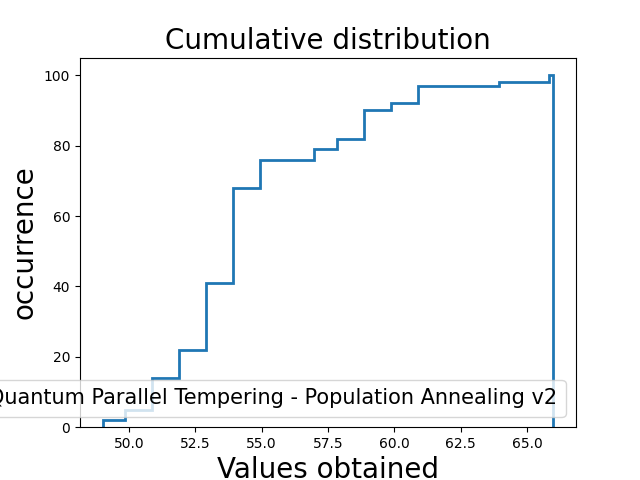 Cumulative distribution
100
80
60
40
20
0
occurrence
Quantum Parallel Tempering - Population Annealing v2
50.0 52.5 55.0 57.5 60.0 62.5 65.0
Values obtained